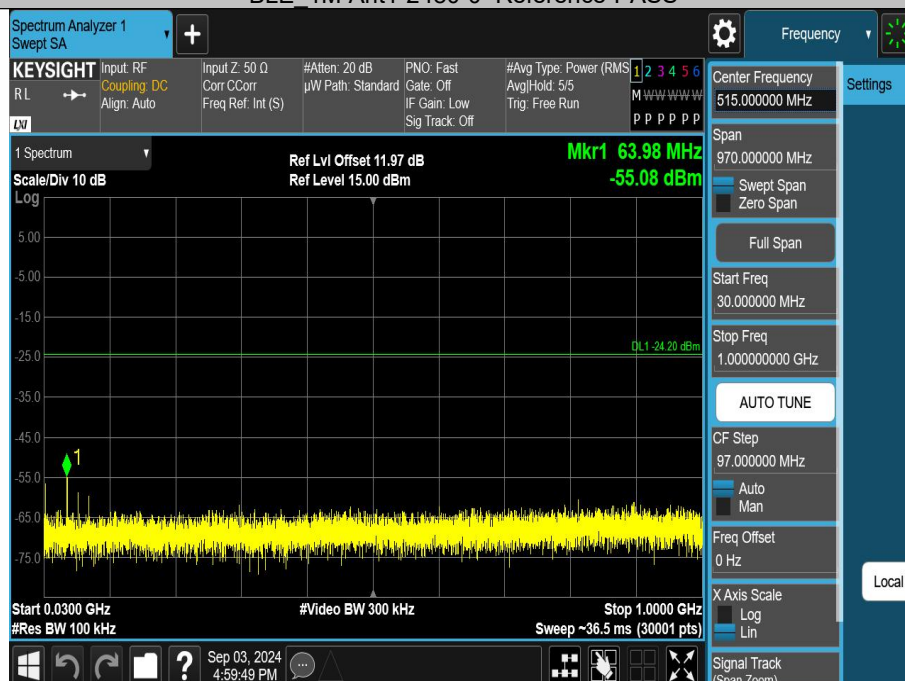 Spectrum Analyzer 1
Swept SA
Frequency
KEYSIGHT
RL
LXI
Input: RF
Coupling: DC
Align: Auto
Input Z: 50 Ω
Corr CCorr
Freq Ref: Int (S)
#Atten: 20 dB
µW Path: Standard
PNO: Fast
Gate: Off
IF Gain: Low
Sig Track: Off
#Avg Type: Power (RMS
Avg|Hold: 5/5
Trig: Free Run
1 2 3 4 5 6
M W W W W W
P P P P P P
1 Spectrum
Scale/Div 10 dB
Log
Ref Lvl Offset 11.97 dB
Ref Level 15.00 dBm
Mkr1 63.98 MHz
-55.08 dBm
5.00
-5.00
-15.0
DL1 -24.20 dBm
-25.0
-35.0
-45.0
1
-55.0
-65.0
-75.0
Start 0.0300 GHz
#Res BW 100 kHz
#Video BW 300 kHz
Stop 1.0000 GHz
Sweep ~36.5 ms (30001 pts)
Sep 03, 2024
4:59:49 PM
Center Frequency
515.000000 MHz
Span
970.000000 MHz
Swept Span
Zero Span
Full Span
Start Freq
30.000000 MHz
Stop Freq
1.000000000 GHz
AUTO TUNE
CF Step
97.000000 MHz
Auto
Man
Freq Offset
0 Hz
X Axis Scale
Log
Lin
Signal Track
(Span Zoom)
Settings
Local